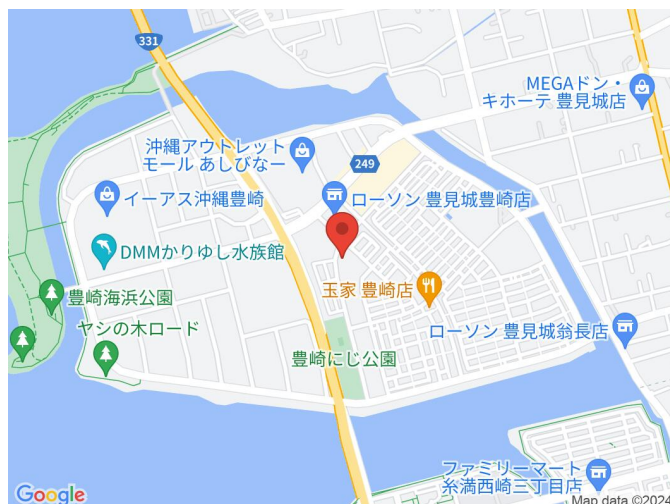 331
MEGAドン・
キホーテ 豊見城店
沖縄アウトレット
モール あしびなー
249
イーアス沖縄豊崎
ローソン 豊見城豊崎店
DMMかりゆし水族館
玉家 豊崎店
豊崎海浜公園
ヤシの木ロード
ローソン 豊見城翁長店
豊崎にじ公園
ファミリーマート
糸満西崎三丁目店
Google
Map data ©2024